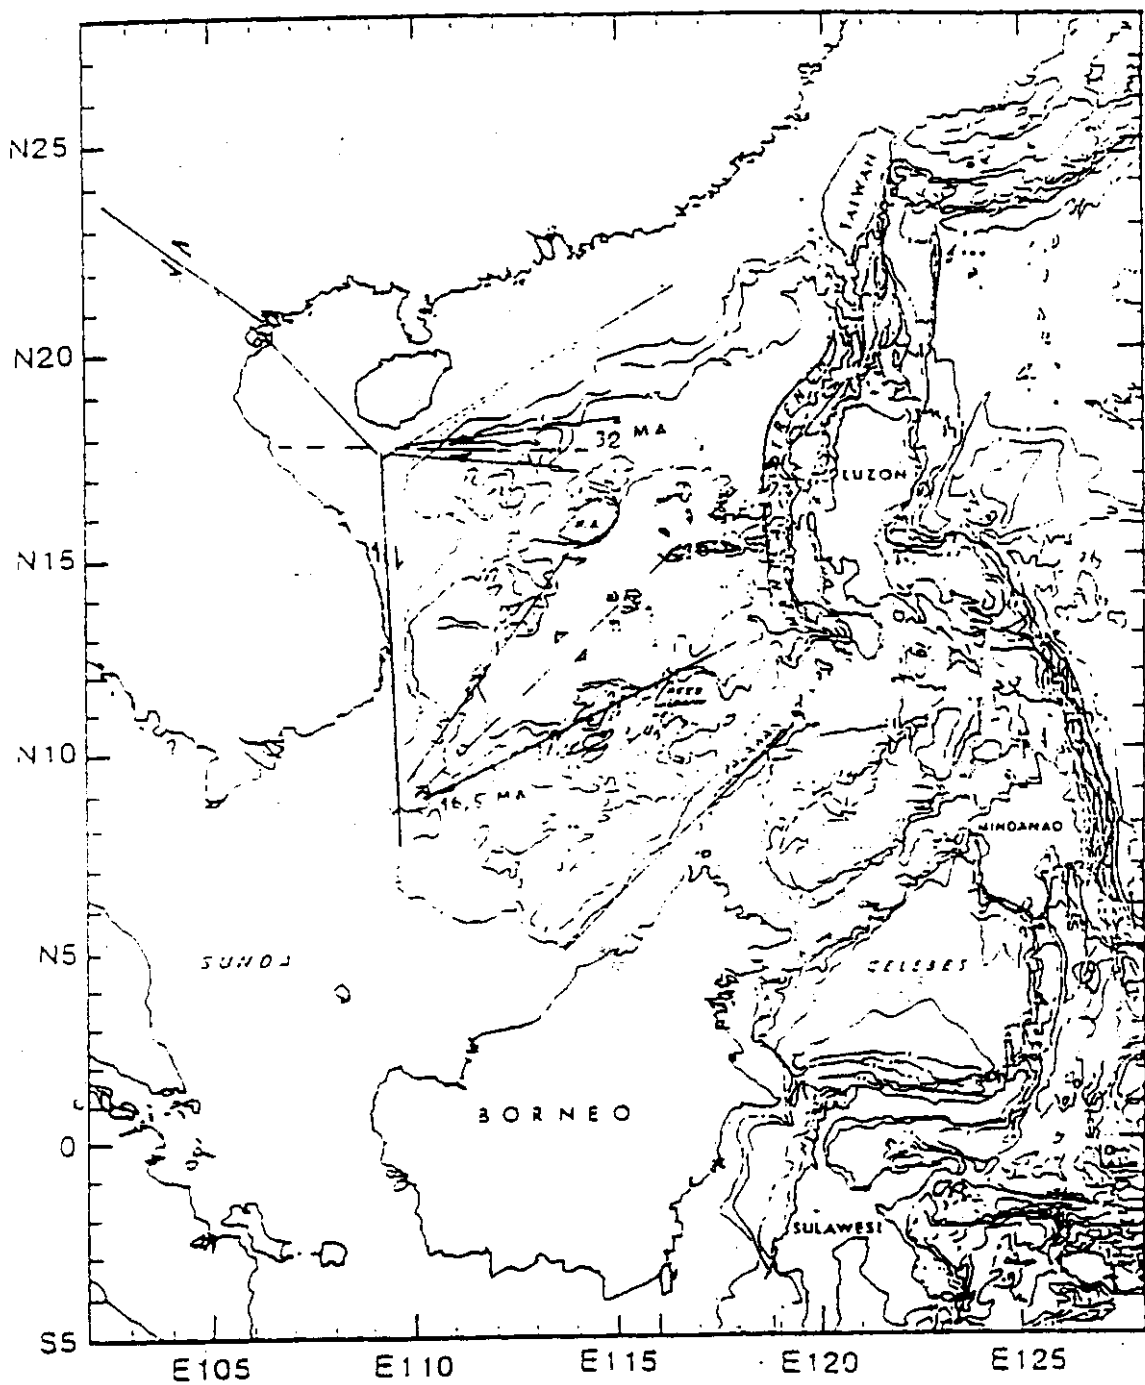 N25
TAIWAN
N20
32 MA
LUZON
N15
N10
16,5 MA
MINDANAO
N5
SUNDA
CELEBES
BORNEO
0
SULAWESI
S5
E105
E110
E115
E120
E125